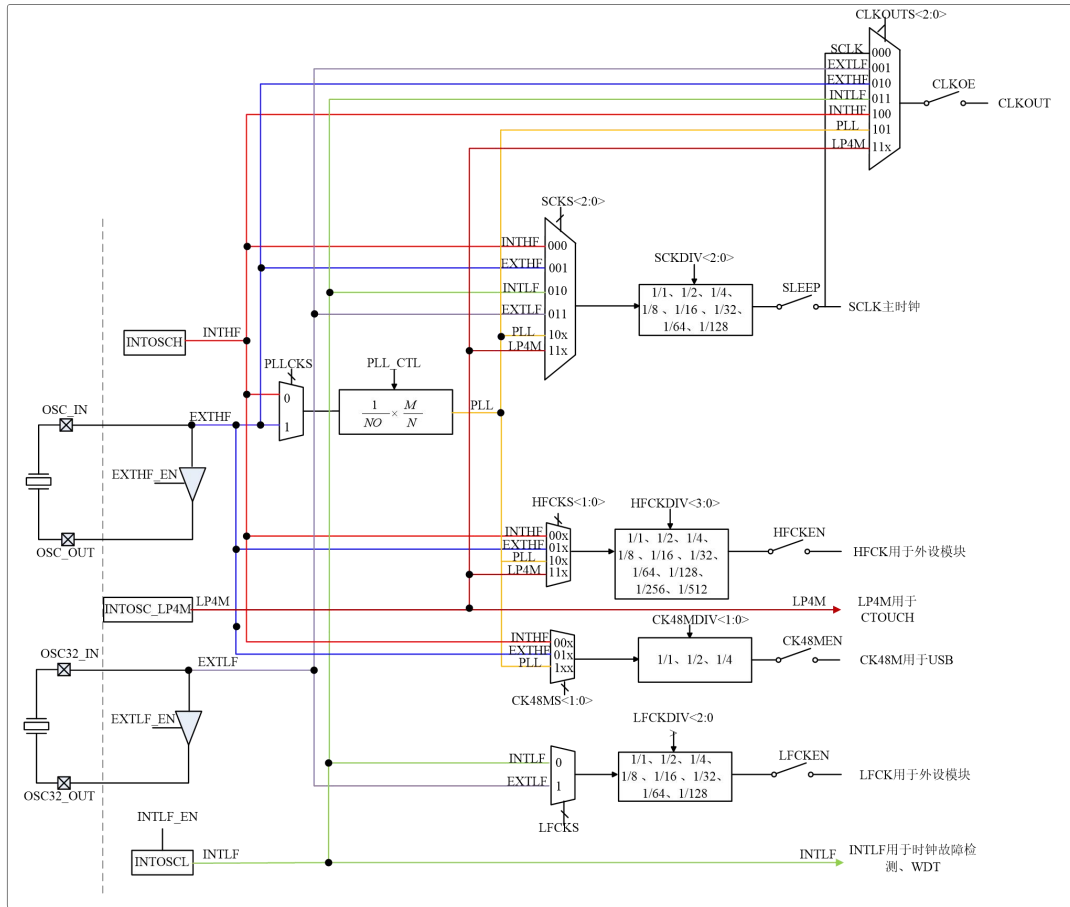 CLKOUTS<2:0>
SCLK 000
EXTLF 001
EXTHF 010
INTLF 011
INTHF 100
PLL 101
LP4M 11x
CLKOE
CLKOUT
SCKS<2:0>
INTHF 000
EXTHF 001
INTLF 010
EXTLF 011
PLL 10x
LP4M 11x
SCKDIV<2:0>
1/1、1/2、1/4、
1/8 、1/16 、1/32、
1/64、1/128
SLEEP
SCLK主时钟
INTOSCH
INTHF
PLLCKS
0
1
PLL_CTL
1/NO × M/N
PLL
OSC_IN
EXTHF
EXTHF_EN
OSC_OUT
HFCKS<1:0>
INTHF 00x
EXTHF 01x
PLL 10x
LP4M 11x
HFCKDIV<3:0>
1/1、1/2、1/4、
1/8 、1/16 、1/32、
1/64、1/128、
1/256、1/512
HFCKEN
HFCK用于外设模块
INTOSC_LP4M
LP4M
LP4M
LP4M用于
CTOUCH
INTHF 00x
EXTHF 01x
PLL 1xx
CK48MS<1:0>
CK48MDIV<1:0>
1/1、1/2、1/4
CK48MEN
CK48M用于USB
OSC32_IN
EXTLF
EXTLF_EN
OSC32_OUT
INTLF 0
EXTLF 1
LFCKS
LFCKDIV<2:0
>
1/1、1/2、1/4、
1/8 、1/16 、1/32、
1/64、1/128
LFCKEN
LFCK用于外设模块
INTLF_EN
INTOSCL
INTLF
INTLF
INTLF用于时钟故障检
测、WDT